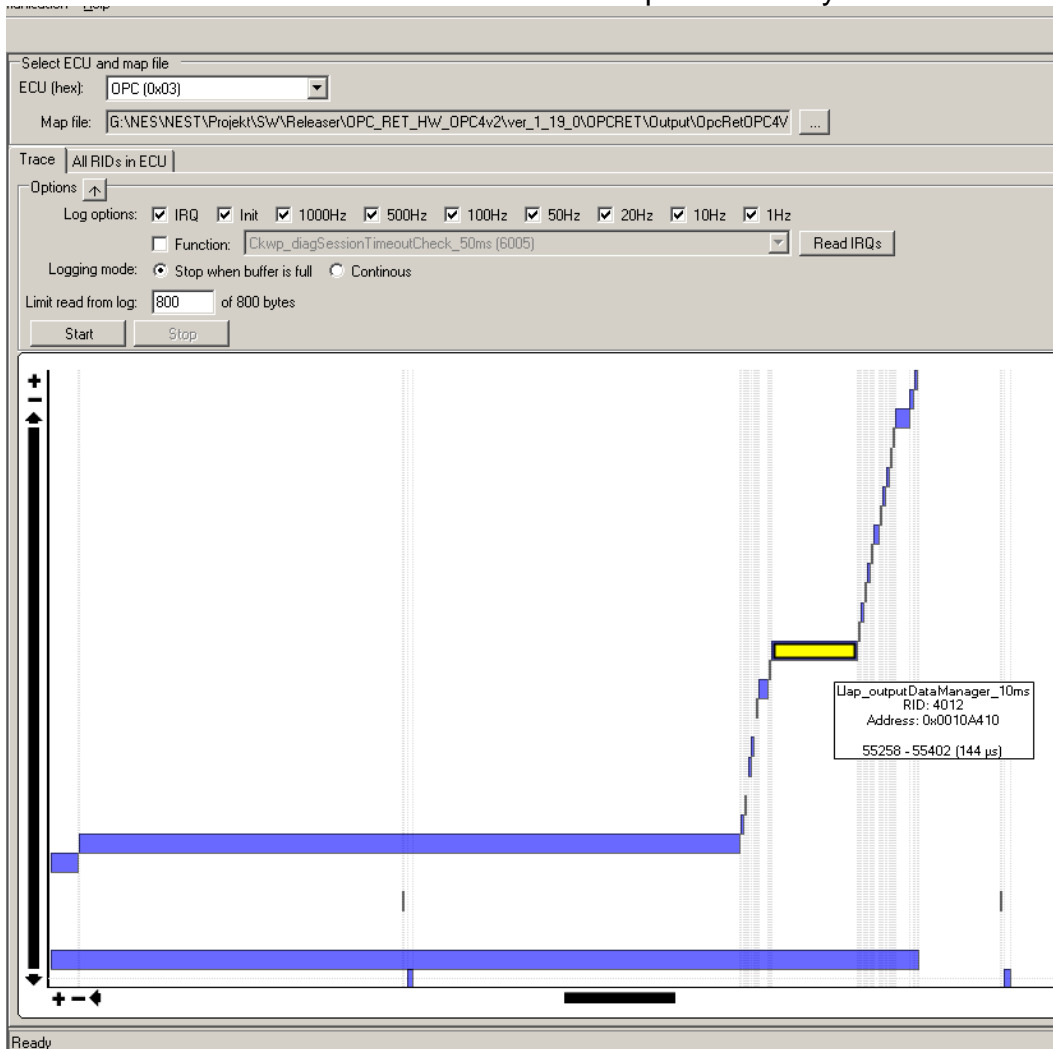 Select ECU and map file
ECU (hex): OPC (0x03)
Map file: G:\NES\NEST\Projekt\SW\Releaser\OPC_RET_HW_OPC4v2\ver_1_19_0\OPCRET\Output\OpcRetOPC4V ...
Trace All RIDs in ECU
Options
Log options: IRQ Init 1000Hz 500Hz 100Hz 50Hz 20Hz 10Hz 1Hz
Function: Ckwp_diagSessionTimeoutCheck_50ms (6005) Read IRQs
Logging mode: Stop when buffer is full Continous
Limit read from log: 800 of 800 bytes
Start Stop
Uap_outputDataManager_10ms
RID: 4012
Address: 0x0010A410
55258 - 55402 (144 µs)
Ready